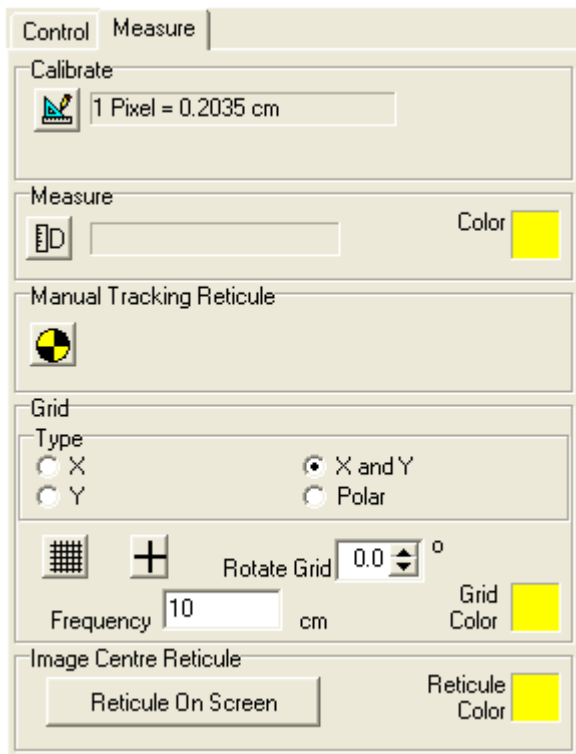 Control Measure
Calibrate
1 Pixel = 0.2035 cm
Measure
Color
Manual Tracking Reticule
Grid
Type
X X and Y
Y Polar
Rotate Grid 0.0 o
Frequency 10 cm
Grid
Color
Image Centre Reticule
Reticule On Screen
Reticule
Color